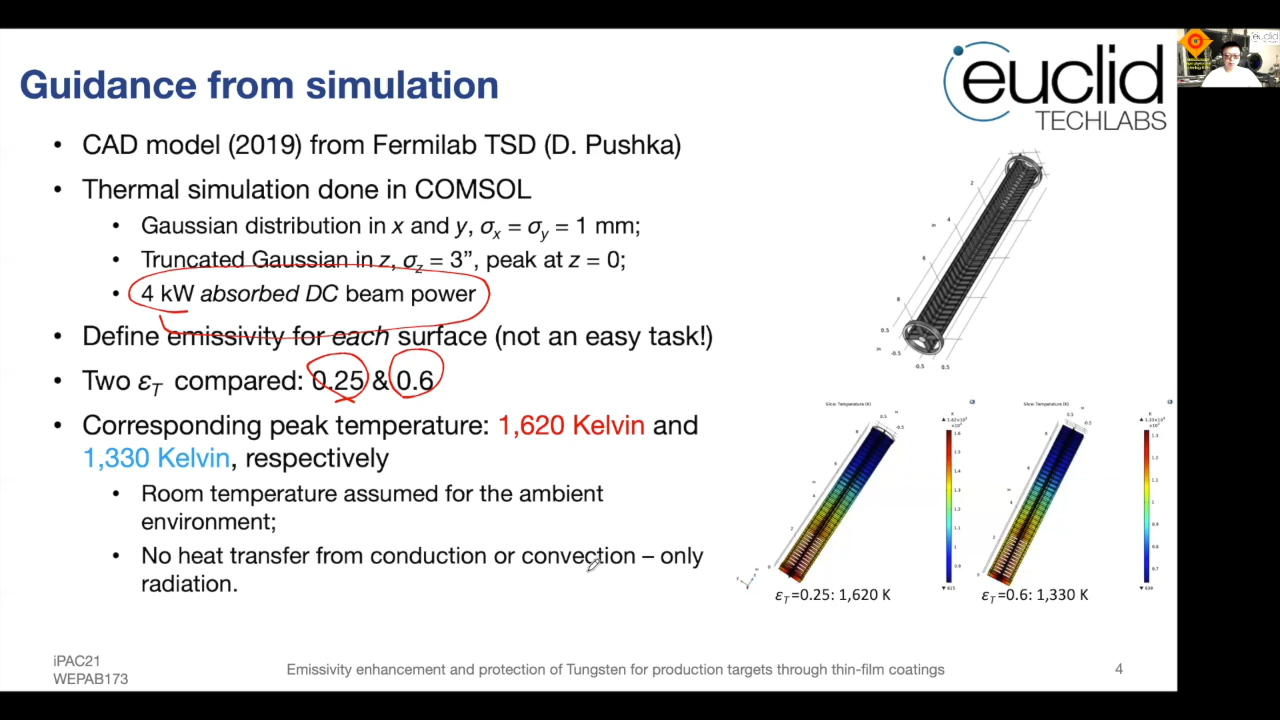 Guidance from simulation
euclid
TECHLABS
• CAD model (2019) from Fermilab TSD (D. Pushka)
• Thermal simulation done in COMSOL
• Gaussian distribution in x and y, σx = σy = 1 mm;
• Truncated Gaussian in z, σz = 3”, peak at z = 0;
• 4 kW absorbed DC beam power
• Define emissivity for each surface (not an easy task!)
• Two εT compared: 0.25 & 0.6
• Corresponding peak temperature: 1,620 Kelvin and
1,330 Kelvin, respectively
• Room temperature assumed for the ambient
environment;
• No heat transfer from conduction or convection – only
radiation.
Slice: Temperature (K)
Slice: Temperature (K)
εT=0.25: 1,620 K
εT=0.6: 1,330 K
iPAC21
WEPAB173
Emissivity enhancement and protection of Tungsten for production targets through thin-film coatings
4